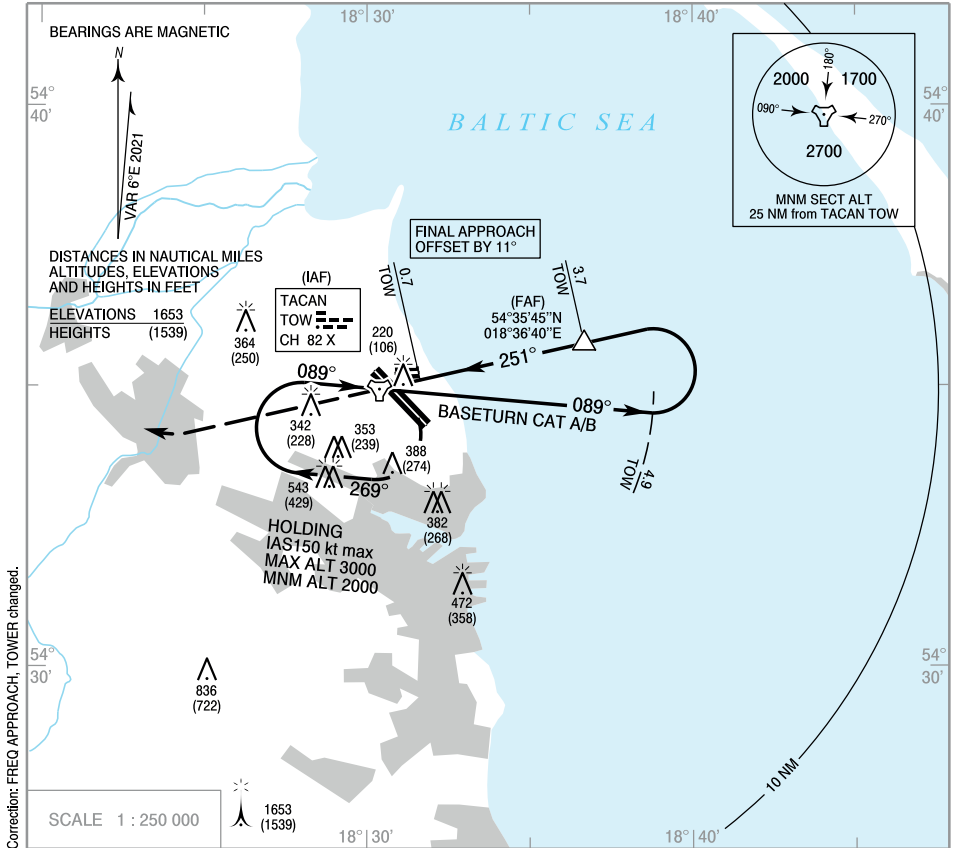 18° 30'
18° 40'
BEARINGS ARE MAGNETIC
N
VAR 6°E 2021
54°
40'
54°
40'
BALTIC SEA
180°
2000
1700
090°
270°
2700
MNM SECT ALT
25 NM from TACAN TOW
DISTANCES IN NAUTICAL MILES
ALTITUDES, ELEVATIONS
AND HEIGHTS IN FEET
ELEVATIONS 1653
HEIGHTS (1539)
FINAL APPROACH
OFFSET BY 11°
0.7
TOW
3.7
TOW
(IAF)
TACAN
TOW
CH 82 X
(FAF)
54°35'45"N
018°36'40"E
364
(250)
220
(106)
251°
089°
089°
BASETURN CAT A/B
342
(228)
353
(239)
388
(274)
4.9
TOW
543
(429)
269°
382
(268)
HOLDING
IAS150 kt max
MAX ALT 3000
MNM ALT 2000
472
(358)
54°
30'
54°
30'
836
(722)
10 NM
1653
(1539)
SCALE 1 : 250 000
18° 30'
18° 40'
Correction: FREQ APPROACH, TOWER changed.